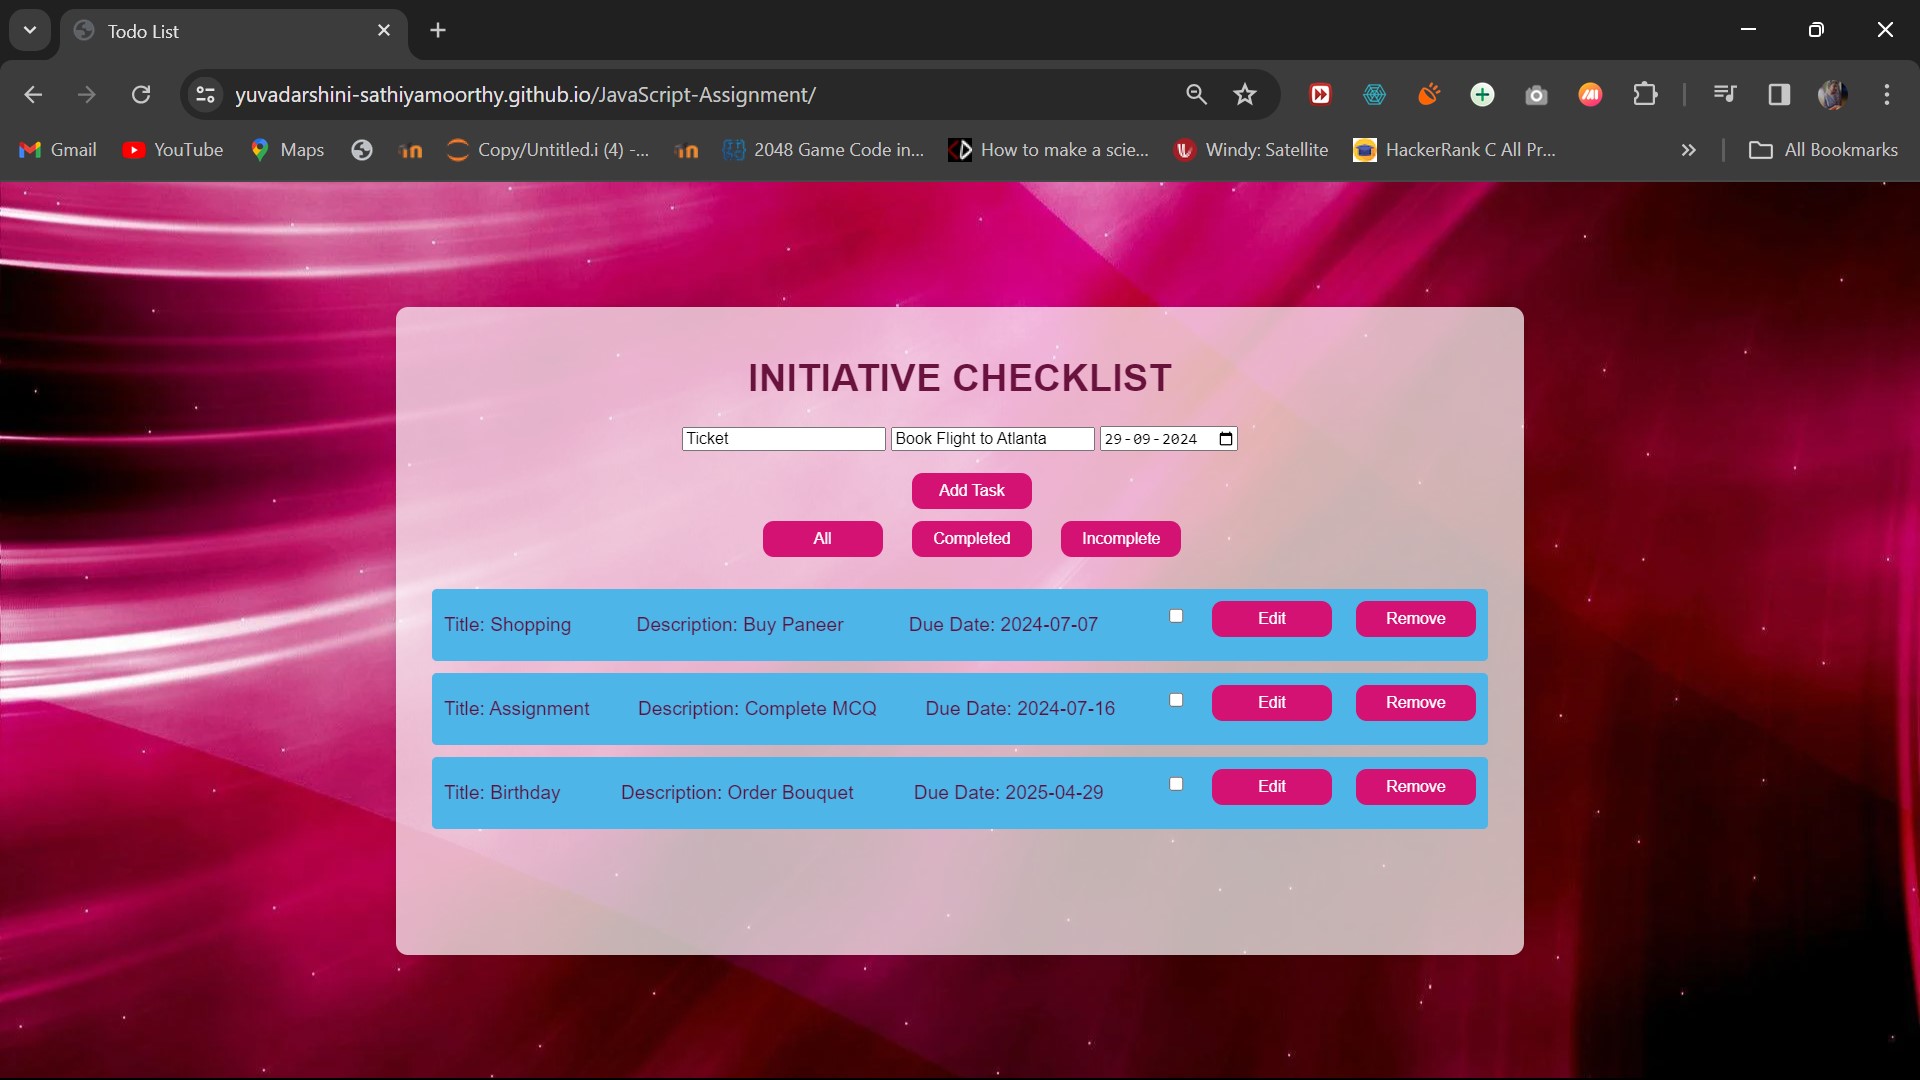 Todo List
yuvadarshini-sathiyamoorthy.github.io/JavaScript-Assignment/
Gmail YouTube Maps Copy/Untitled.i (4) -... 2048 Game Code in... How to make a scie... Windy: Satellite HackerRank C All Pr... All Bookmarks
INITIATIVE CHECKLIST
Ticket Book Flight to Atlanta 29-09-2024
Add Task
All Completed Incomplete
Title: Shopping Description: Buy Paneer Due Date: 2024-07-07 Edit Remove
Title: Assignment Description: Complete MCQ Due Date: 2024-07-16 Edit Remove
Title: Birthday Description: Order Bouquet Due Date: 2025-04-29 Edit Remove